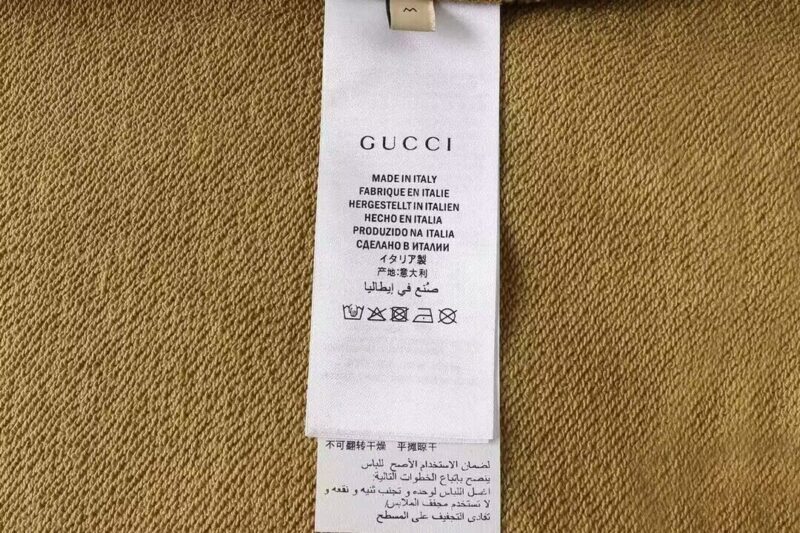 M
GUCCI
MADE IN ITALY
FABRIQUE EN ITALIE
HERGESTELLT IN ITALIEN
HECHO EN ITALIA
PRODUZIDO NA ITALIA
СДЕЛАНО В ИТАЛИИ
イタリア製
产地:意大利
صُنع في إيطاليا
不可翻转干燥 平摊晾干
لضمان الاستخدام الأصح للباس
ينصح بإتباع الخطوات التالية:
اغسل اللباس لوحده و تجنب ثنيه و نقعه و
لا تستخدم مجفف الملابس
تفادى التجفيف على المسطح